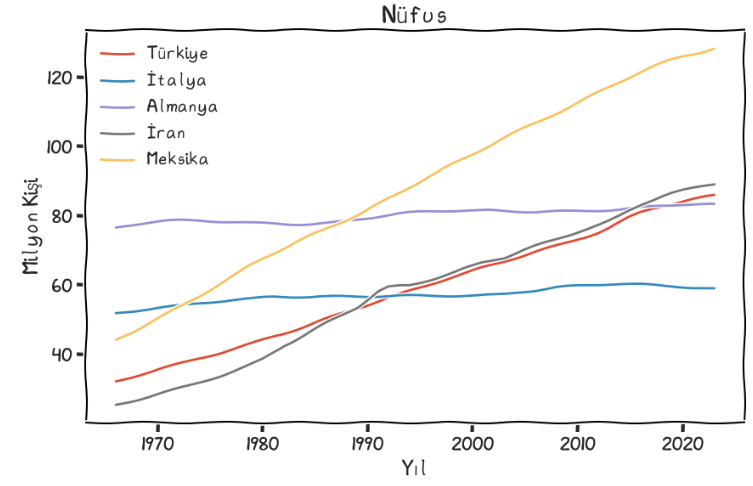 Nüfus
Türkiye
İtalya
Almanya
İran
Meksika
Milyon Kişi
120
100
80
60
40
1970 1980 1990 2000 2010 2020
Yıl